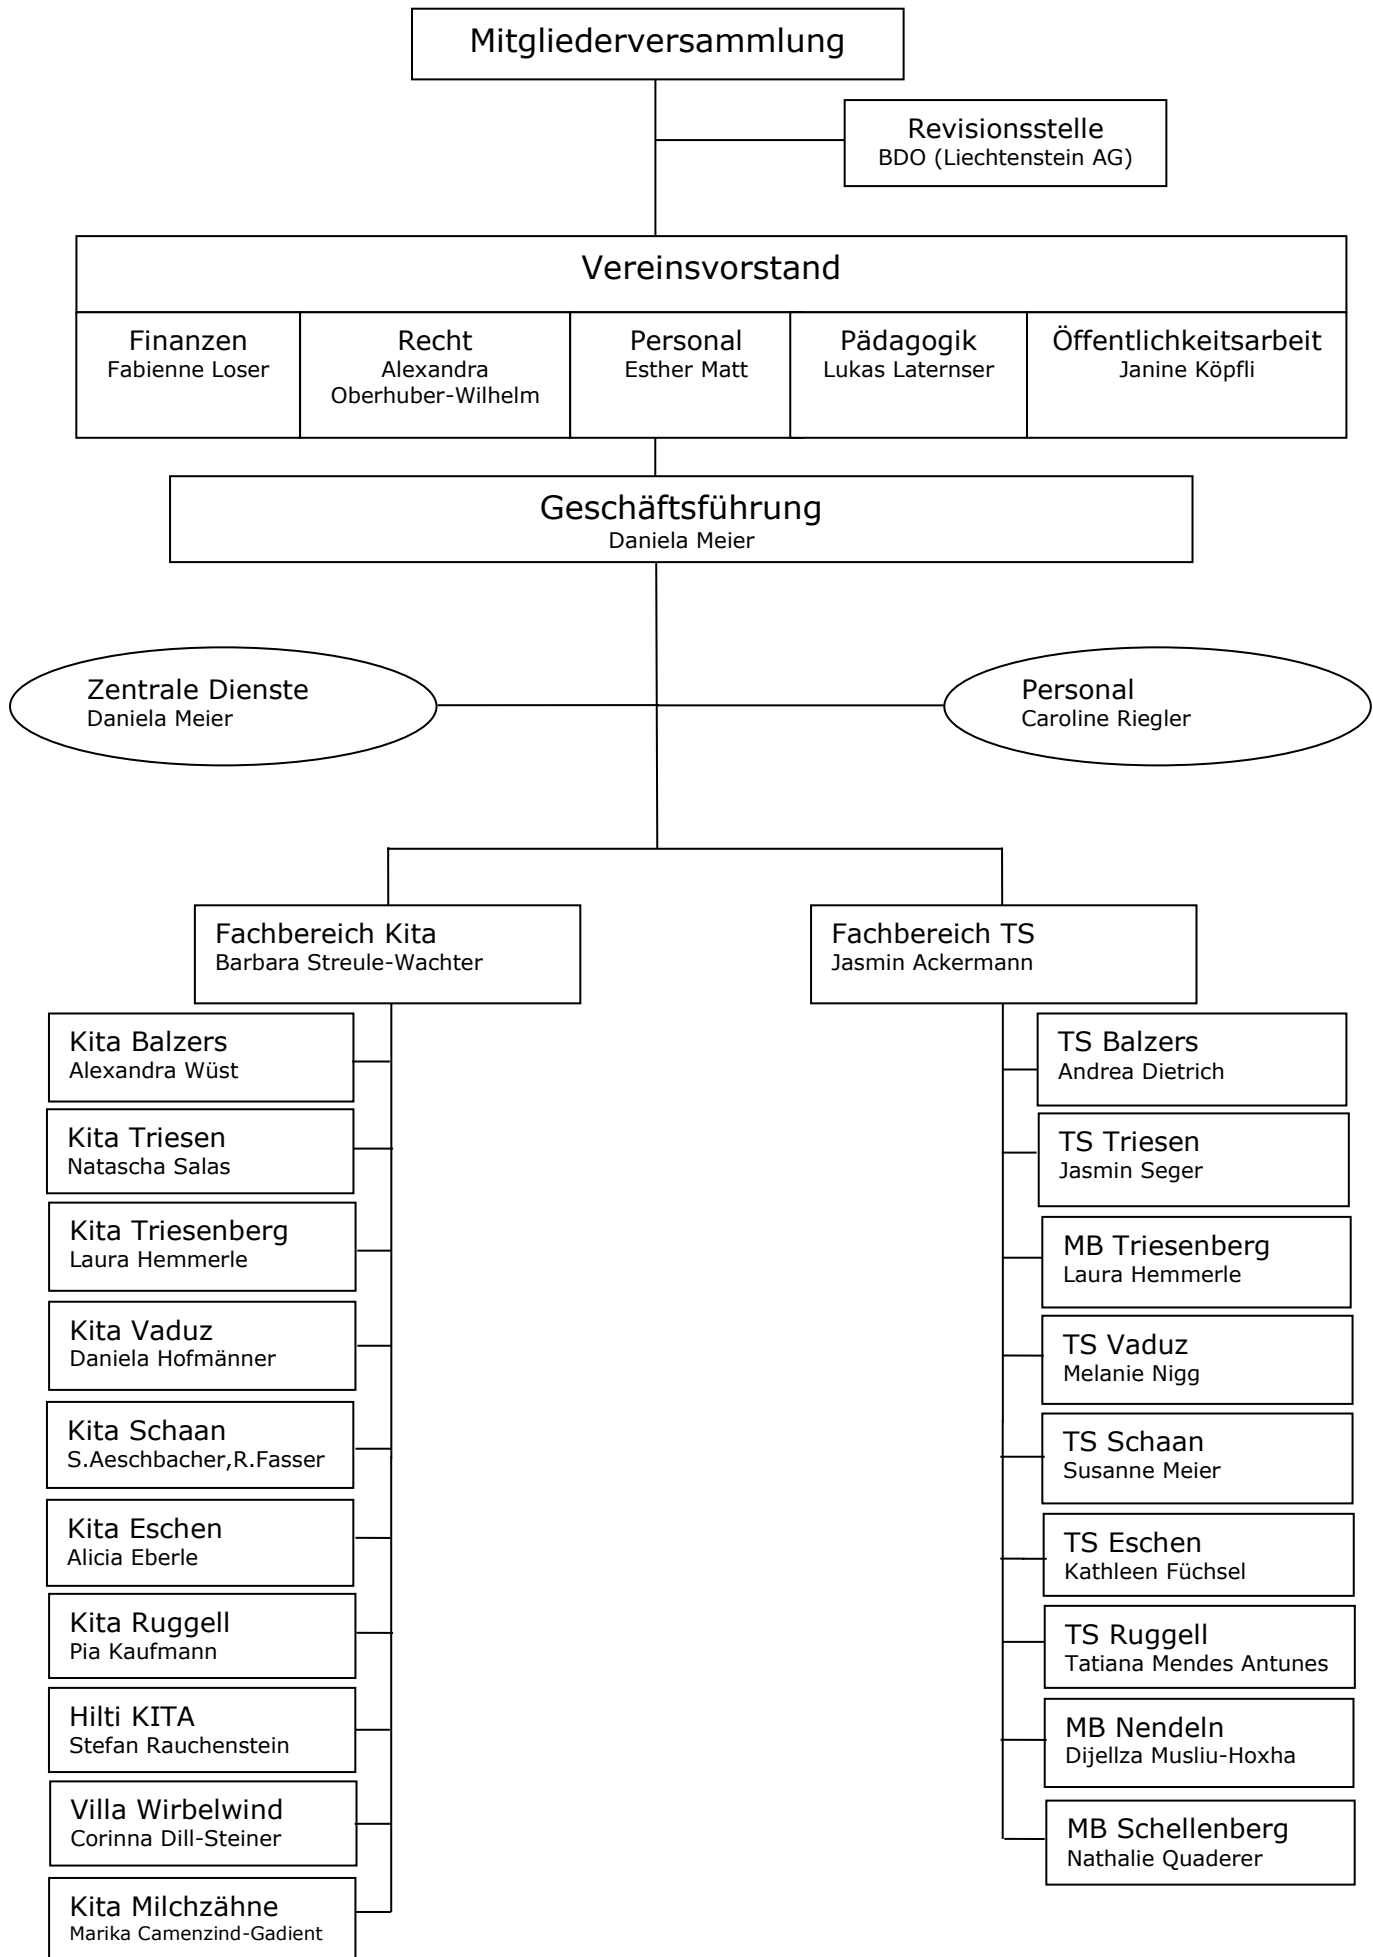 Mitgliederversammlung
Revisionsstelle
BDO (Liechtenstein AG)
Vereinsvorstand
Finanzen
Fabienne Loser
Recht
Alexandra
Oberhuber-Wilhelm
Personal
Esther Matt
Pädagogik
Lukas Laternser
Öffentlichkeitsarbeit
Janine Köpfli
Geschäftsführung
Daniela Meier
Zentrale Dienste
Daniela Meier
Personal
Caroline Riegler
Fachbereich Kita
Barbara Streule-Wachter
Kita Balzers
Alexandra Wüst
Kita Triesen
Natascha Salas
Kita Triesenberg
Laura Hemmerle
Kita Vaduz
Daniela Hofmänner
Kita Schaan
S.Aeschbacher,R.Fasser
Kita Eschen
Alicia Eberle
Kita Ruggell
Pia Kaufmann
Hilti KITA
Stefan Rauchenstein
Villa Wirbelwind
Corinna Dill-Steiner
Kita Milchzähne
Marika Camenzind-Gadient
Fachbereich TS
Jasmin Ackermann
TS Balzers
Andrea Dietrich
TS Triesen
Jasmin Seger
MB Triesenberg
Laura Hemmerle
TS Vaduz
Melanie Nigg
TS Schaan
Susanne Meier
TS Eschen
Kathleen Füchsel
TS Ruggell
Tatiana Mendes Antunes
MB Nendeln
Dijellza Musliu-Hoxha
MB Schellenberg
Nathalie Quaderer